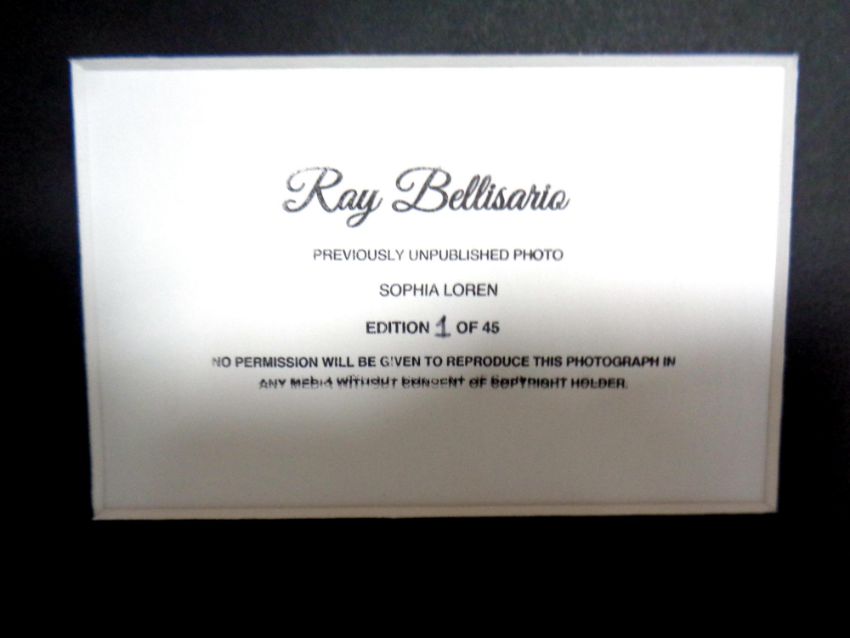 Ray Bellisario
PREVIOUSLY UNPUBLISHED PHOTO
SOPHIA LOREN
EDITION 1 OF 45
NO PERMISSION WILL BE GIVEN TO REPRODUCE THIS PHOTOGRAPH IN
ANY MEDIA WITHOUT CONSENT OF COPYRIGHT HOLDER.